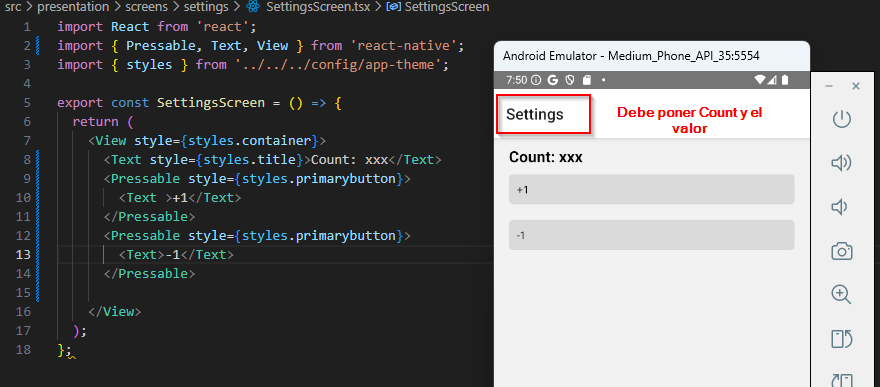 src > presentation > screens > settings > SettingsScreen.tsx > SettingsScreen
1 import React from 'react';
2 import { Pressable, Text, View } from 'react-native';
3 import { styles } from '../../../config/app-theme';
4
5 export const SettingsScreen = () => {
6 return (
7 <View style={styles.container}>
8 <Text style={styles.title}>Count: xxx</Text>
9 <Pressable style={styles.primarybutton}>
10 <Text >+1</Text>
11 </Pressable>
12 <Pressable style={styles.primarybutton}>
13 <Text>-1</Text>
14 </Pressable>
15
16 </View>
17 );
18 };
Android Emulator - Medium_Phone_API_35:5554
7:50
Settings
Debe poner Count y el
valor
Count: xxx
+1
-1